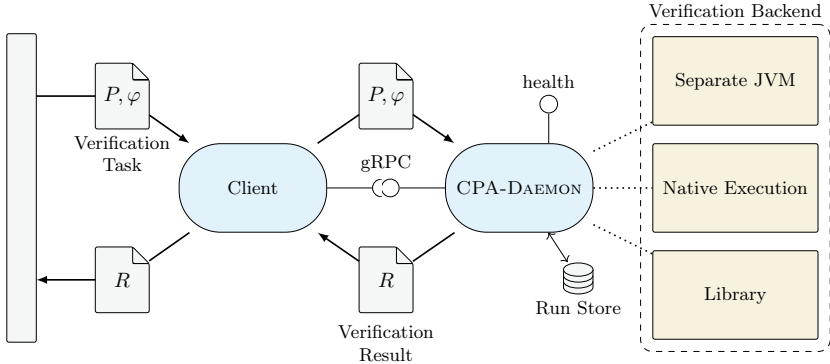 Verification Backend
P, φ
Verification
Task
P, φ
health
Separate JVM
Client
gRPC
CPA-DAEMON
Native Execution
R
R
Verification
Result
Run Store
Library